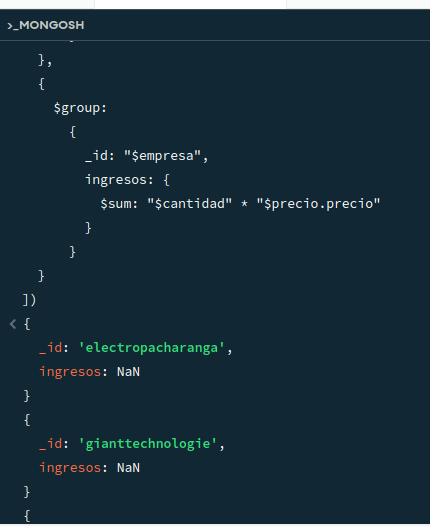 >_MONGOSH
},
{
$group:
{
_id: "$empresa",
ingresos: {
$sum: "$cantidad" * "$precio.precio"
}
}
}
])
< {
_id: 'electropacharanga',
ingresos: NaN
}
{
_id: 'gianttechnologie',
ingresos: NaN
}
{